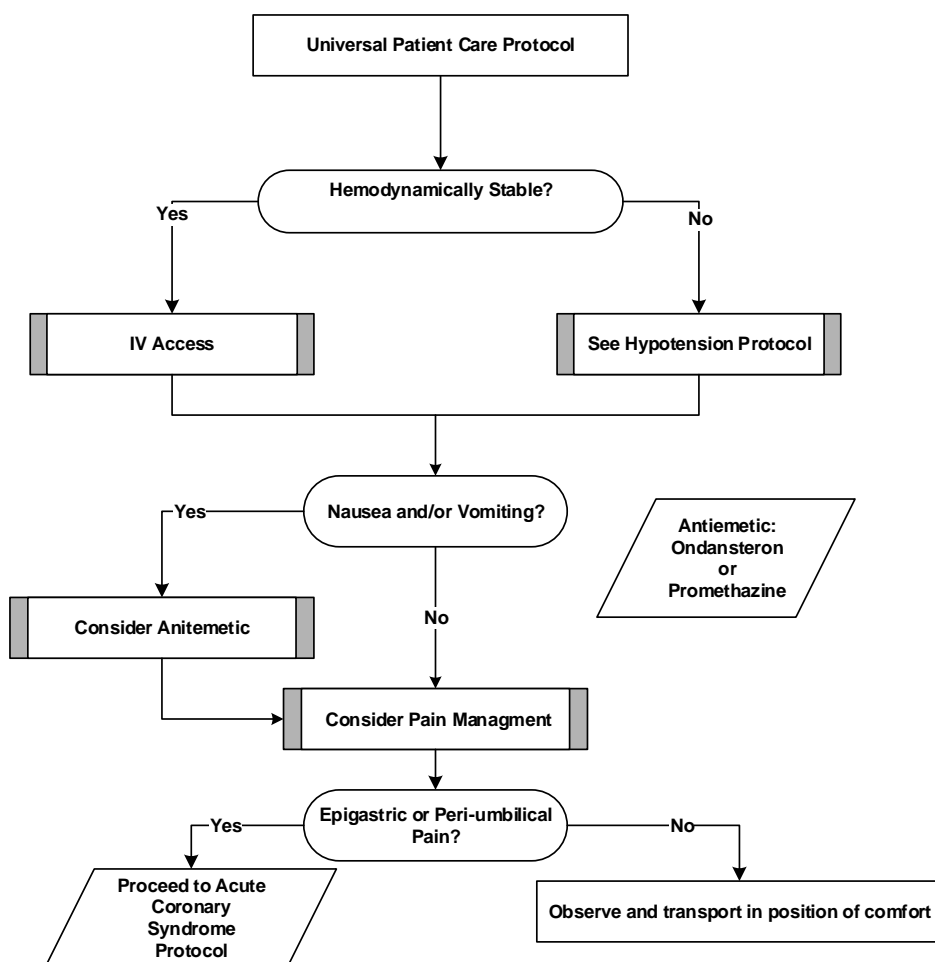 Universal Patient Care Protocol
Hemodynamically Stable?
Yes
No
IV Access
See Hypotension Protocol
Nausea and/or Vomiting?
Yes
Antiemetic:
Ondansteron
or
Promethazine
Consider Anitemetic
No
Consider Pain Managment
Epigastric or Peri-umbilical
Pain?
Yes
No
Proceed to Acute
Coronary
Syndrome
Protocol
Observe and transport in position of comfort